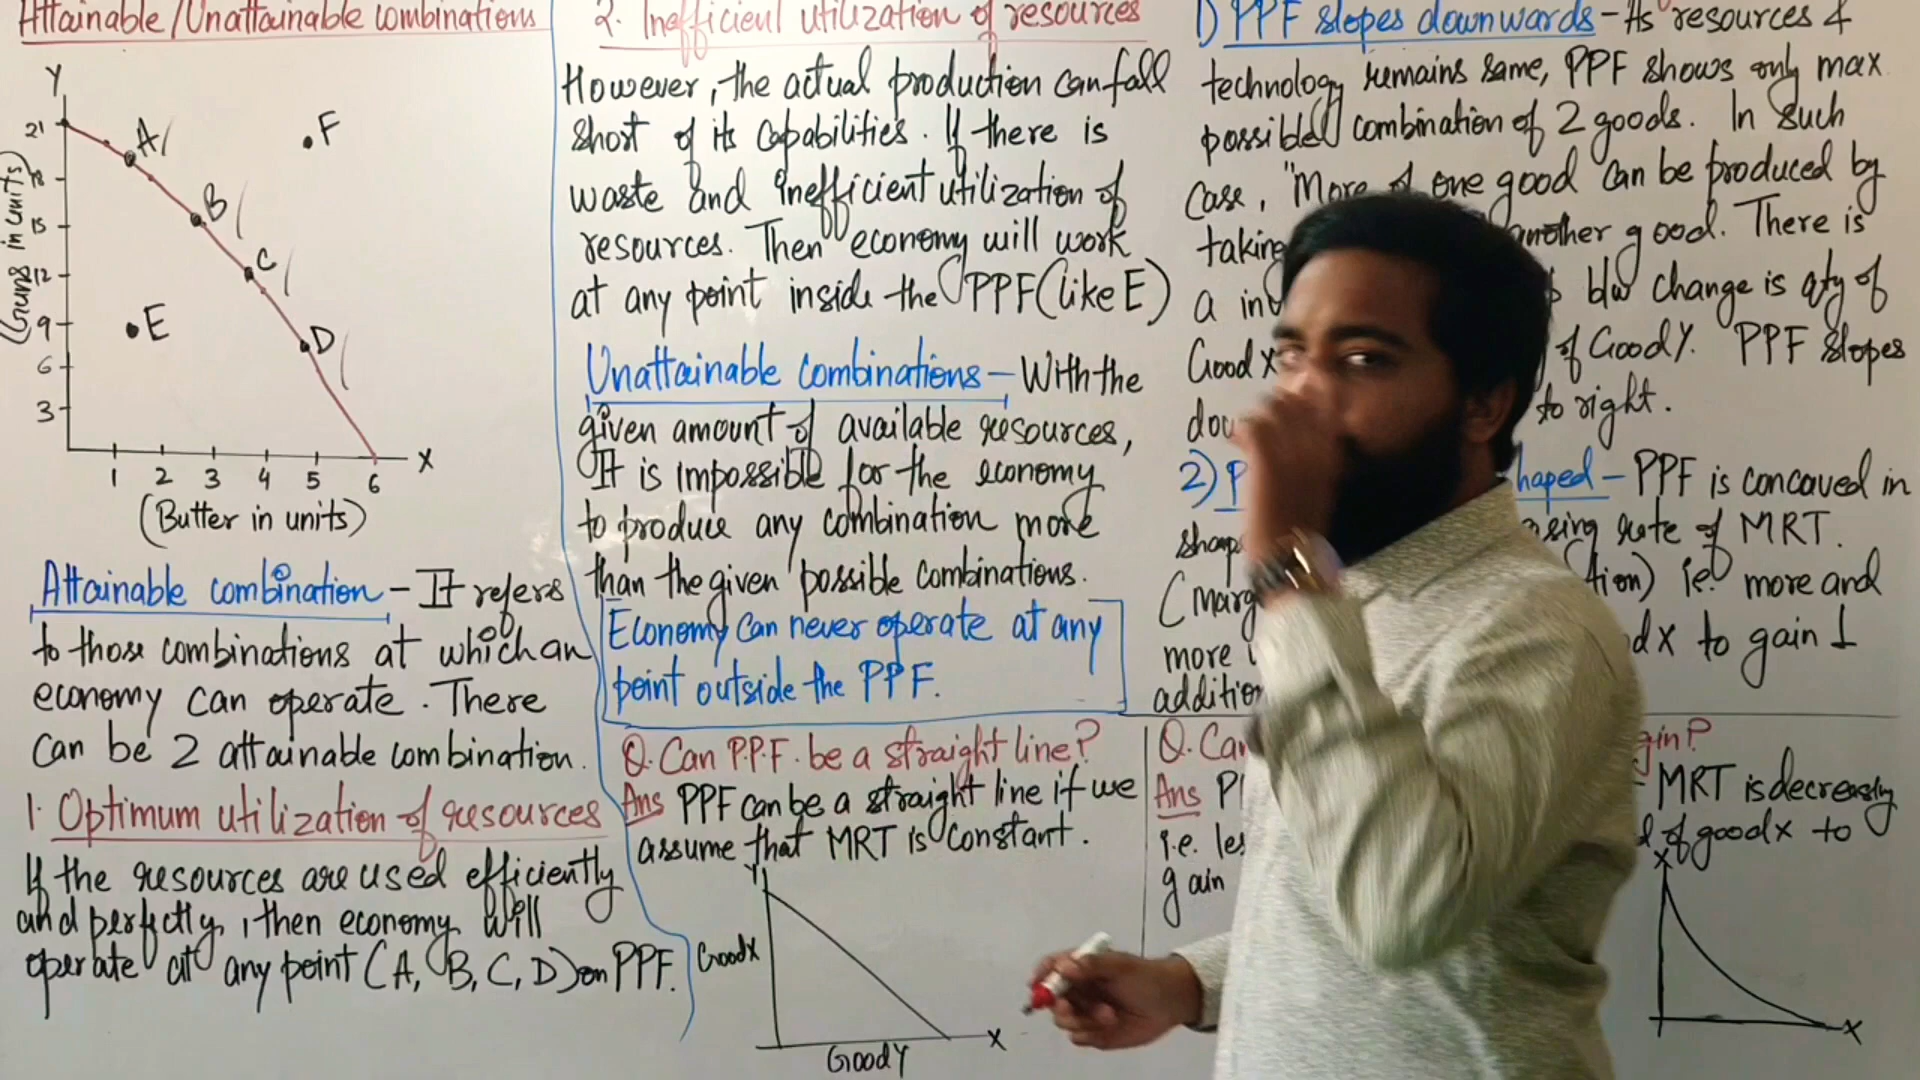 Attainable/Unattainable combinations
Y
21
18
15
12
9
6
3
(Guns in units)
A
B
C
D
E
F
1 2 3 4 5 6
X
(Butter in units)
Attainable combination - It refers
to those combinations at which an
economy can operate. There
can be 2 attainable combination.
1. Optimum utilization of resources
If the resources are used efficiently
and perfectly, then economy will
operate at any point (A, B, C, D) on PPF.
2. Inefficient utilization of resources
However, the actual production can fall
short of its capabilities. If there is
waste and inefficient utilization of
resources. Then economy will work
at any point inside the PPF (like E)
Unattainable combinations - With the
given amount of available resources,
It is impossible for the economy
to produce any combination more
than the given possible combinations.
Economy can never operate at any
point outside the PPF.
Q. Can P.P.F. be a straight line?
Ans PPF can be a straight line if we
assume that MRT is constant.
Y
Good X
X
Good Y
1) PPF slopes downwards - As resources &
technology remains same, PPF shows only max
possible combination of 2 goods. In such
case, "More of one good can be produced by
taking another good. There is
a in b/w change is qty of
Good X of Good Y. PPF slopes
to right.
2) haped - PPF is concaved in
rate of MRT.
(Marg tion) i.e. more and
more X to gain 1
addition
Q. Can gin?
Ans MRT is decreasing
i.e. of good X to
gain
X
X